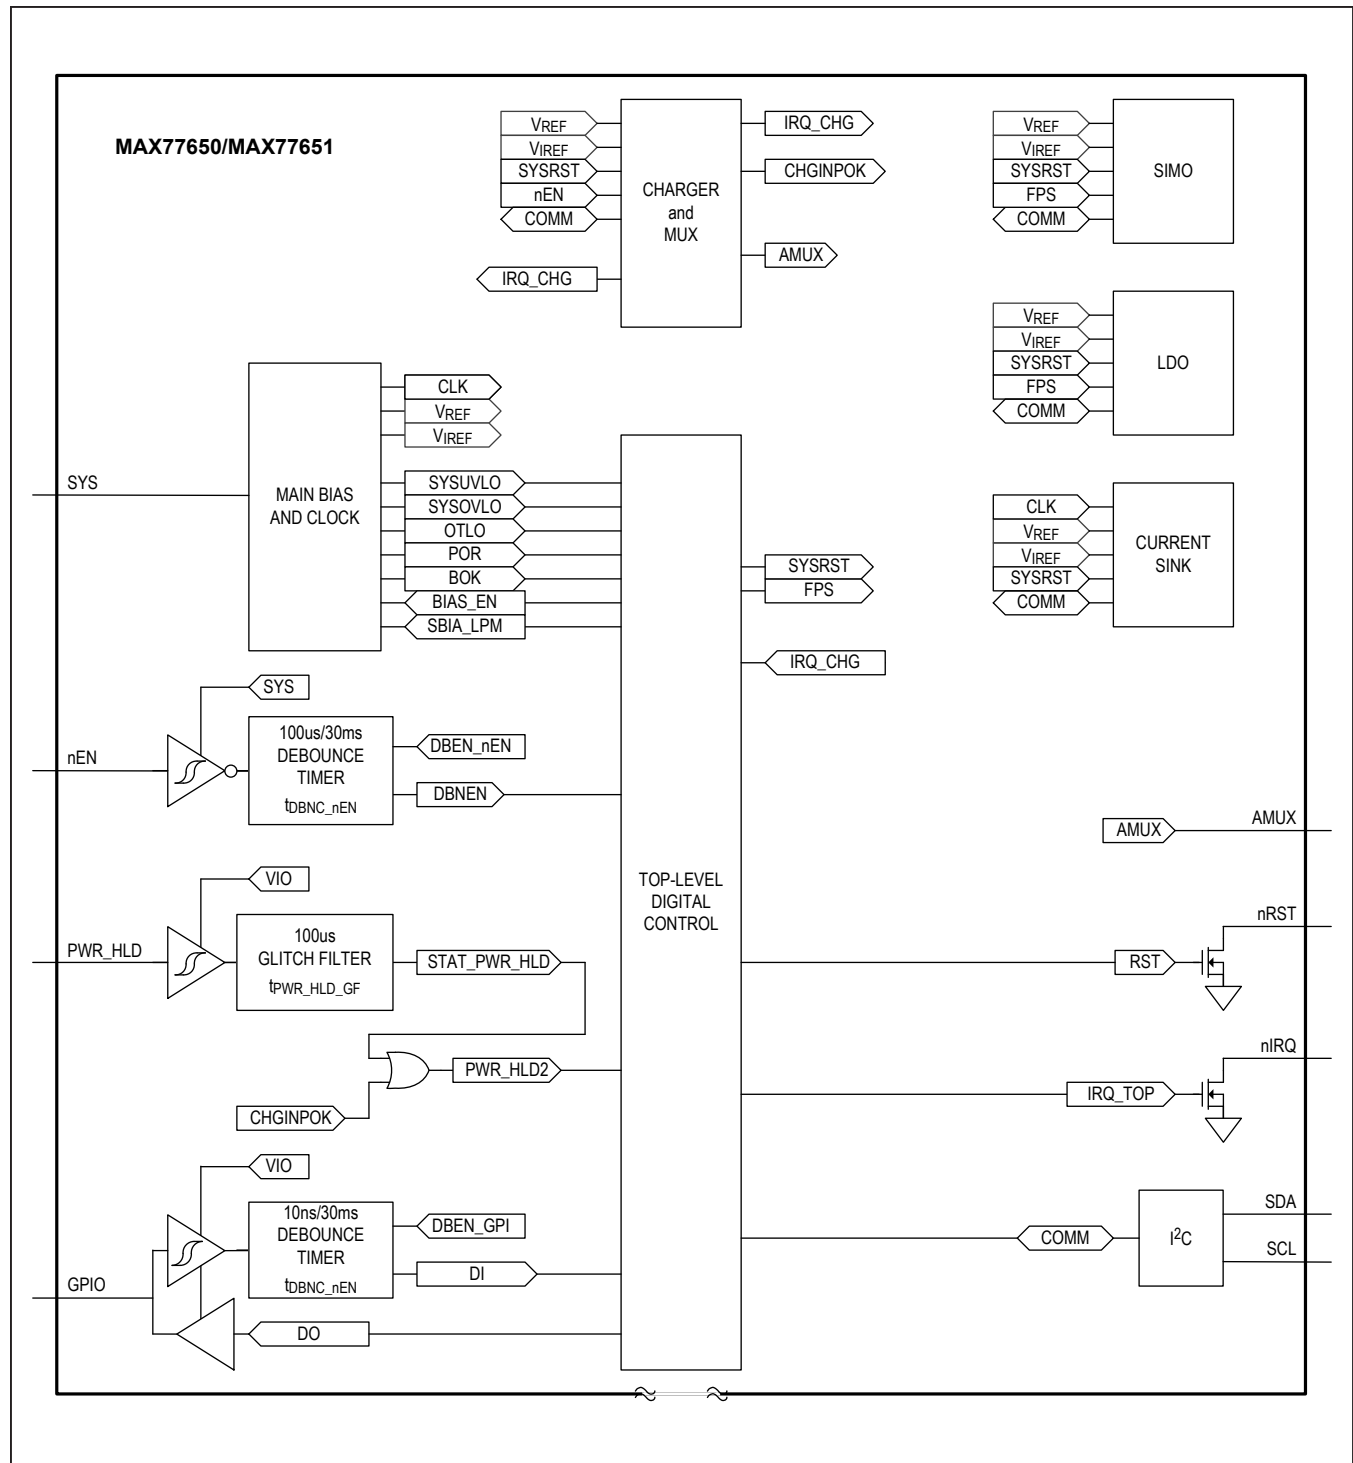 MAX77650/MAX77651
VREF
VIREF
SYSRST
nEN
COMM
IRQ_CHG
CHARGER
and
MUX
IRQ_CHG
CHGINPOK
AMUX
VREF
VIREF
SYSRST
FPS
COMM
SIMO
VREF
VIREF
SYSRST
FPS
COMM
LDO
CLK
VREF
VIREF
SYSRST
COMM
CURRENT
SINK
SYS
MAIN BIAS
AND CLOCK
CLK
VREF
VIREF
SYSUVLO
SYSOVLO
OTLO
POR
BOK
BIAS_EN
SBIA_LPM
SYSRST
FPS
IRQ_CHG
SYS
nEN
100us/30ms
DEBOUNCE
TIMER
tDBNC_nEN
DBEN_nEN
DBNEN
VIO
PWR_HLD
100us
GLITCH FILTER
tPWR_HLD_GF
STAT_PWR_HLD
PWR_HLD2
CHGINPOK
TOP-LEVEL
DIGITAL
CONTROL
AMUX
AMUX
nRST
RST
nIRQ
IRQ_TOP
VIO
GPIO
10ns/30ms
DEBOUNCE
TIMER
tDBNC_nEN
DBEN_GPI
DI
DO
COMM
I²C
SDA
SCL